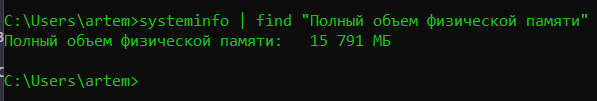 C:\Users\artem>systeminfo | find "Полный объем физической памяти"
Полный объем физической памяти:   15 791 МБ
C:\Users\artem>